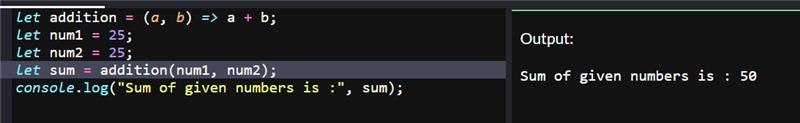 let addition = (a, b) => a + b;
let num1 = 25;
let num2 = 25;
let sum = addition(num1, num2);
console.log("Sum of given numbers is :", sum);
Output:
Sum of given numbers is : 50